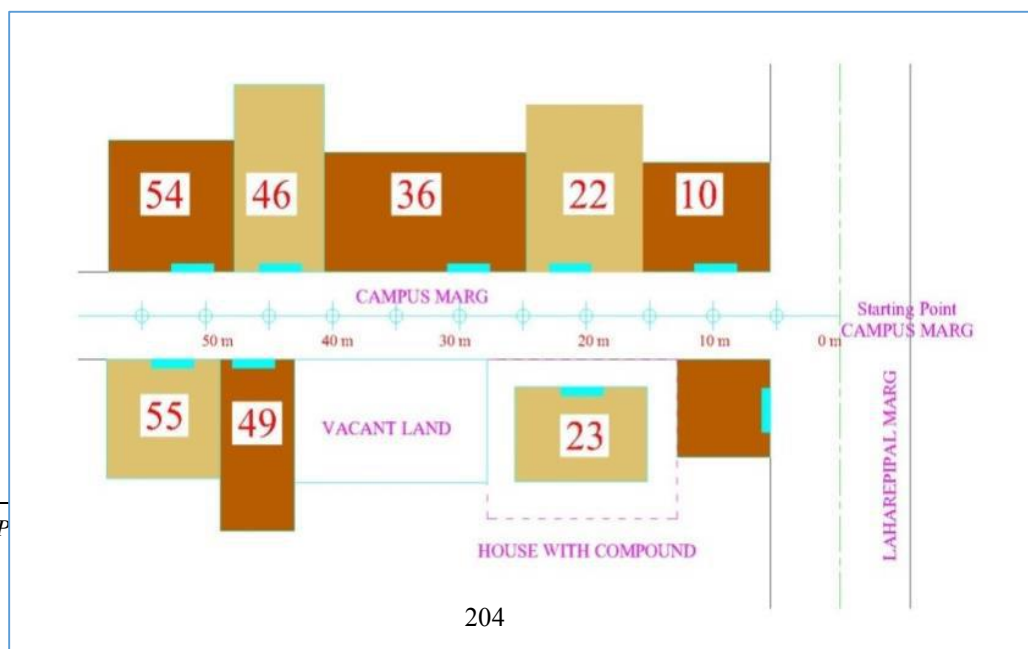 54
46
36
22
10
CAMPUS MARG
Starting Point
CAMPUS MARG
50 m
40 m
30 m
20 m
10 m
0 m
55
49
VACANT LAND
23
HOUSE WITH COMPOUND
LAHAREPIPAL MARG
P
204